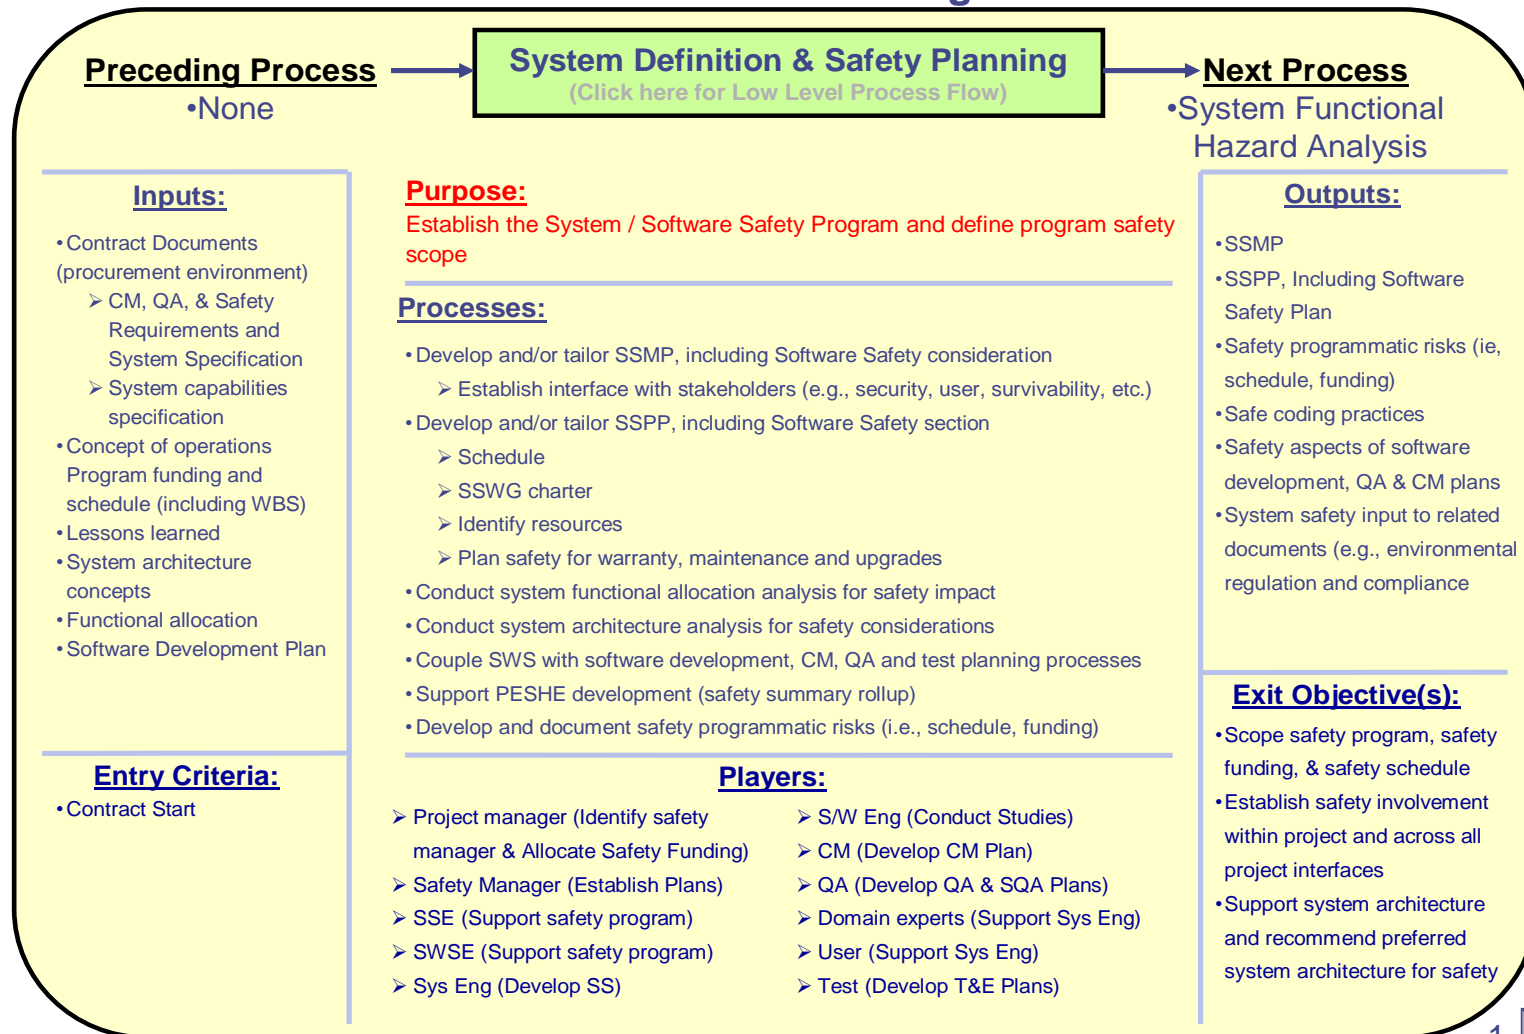 Preceding Process
•None
System Definition & Safety Planning
(Click here for Low Level Process Flow)
Next Process
•System Functional
Hazard Analysis
Inputs:
•Contract Documents
(procurement environment)
➢ CM, QA, & Safety
Requirements and
System Specification
➢ System capabilities
specification
•Concept of operations
Program funding and
schedule (including WBS)
•Lessons learned
•System architecture
concepts
•Functional allocation
•Software Development Plan
Entry Criteria:
•Contract Start
Purpose:
Establish the System / Software Safety Program and define program safety
scope
Processes:
•Develop and/or tailor SSMP, including Software Safety consideration
➢ Establish interface with stakeholders (e.g., security, user, survivability, etc.)
•Develop and/or tailor SSPP, including Software Safety section
➢ Schedule
➢ SSWG charter
➢ Identify resources
➢ Plan safety for warranty, maintenance and upgrades
•Conduct system functional allocation analysis for safety impact
•Conduct system architecture analysis for safety considerations
•Couple SWS with software development, CM, QA and test planning processes
•Support PESHE development (safety summary rollup)
•Develop and document safety programmatic risks (i.e., schedule, funding)
Players:
➢ Project manager (Identify safety
manager & Allocate Safety Funding)
➢ Safety Manager (Establish Plans)
➢ SSE (Support safety program)
➢ SWSE (Support safety program)
➢ Sys Eng (Develop SS)
➢ S/W Eng (Conduct Studies)
➢ CM (Develop CM Plan)
➢ QA (Develop QA & SQA Plans)
➢ Domain experts (Support Sys Eng)
➢ User (Support Sys Eng)
➢ Test (Develop T&E Plans)
Outputs:
•SSMP
•SSPP, Including Software
Safety Plan
•Safety programmatic risks (ie,
schedule, funding)
•Safe coding practices
•Safety aspects of software
development, QA & CM plans
•System safety input to related
documents (e.g., environmental
regulation and compliance
Exit Objective(s):
•Scope safety program, safety
funding, & safety schedule
•Establish safety involvement
within project and across all
project interfaces
•Support system architecture
and recommend preferred
system architecture for safety
1